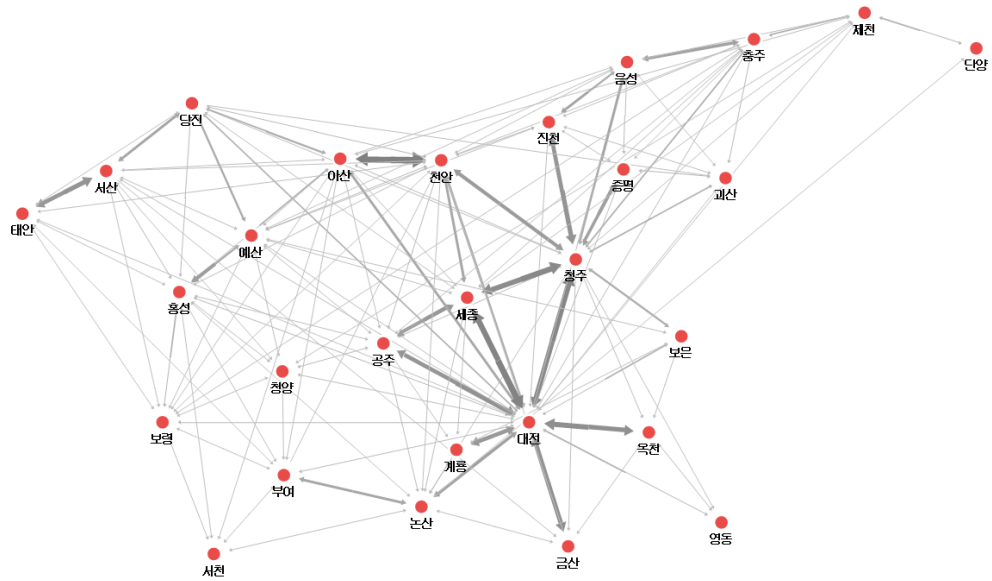 제천
충주
단양
음성
당진
진천
아산
천안
증평
서산
괴산
태안
예산
청주
홍성
세종
보은
공주
청양
보령
대전
옥천
계룡
부여
논산
영동
금산
서천